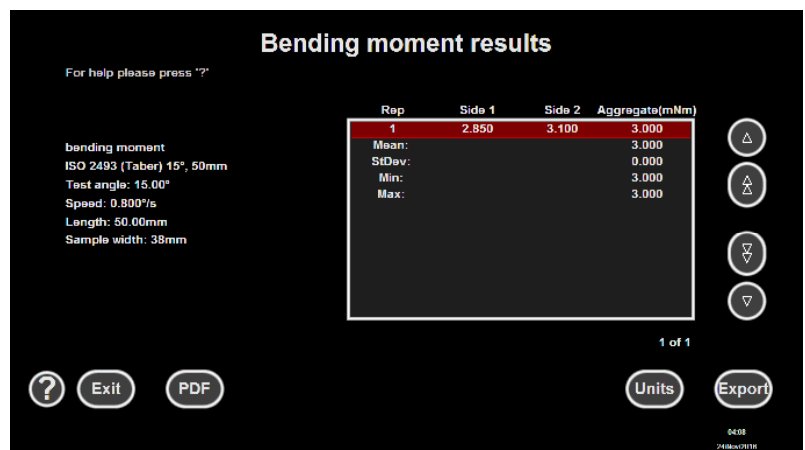 Bending moment results
For help please press '?'
Rep Side 1 Side 2 Aggregate(mNm)
1 2.850 3.100 3.000
Mean: 3.000
StDev: 0.000
Min: 3.000
Max: 3.000
bending moment
ISO 2493 (Taber) 15°, 50mm
Test angle: 15.00°
Speed: 0.800°/s
Length: 50.00mm
Sample width: 38mm
1 of 1
? Exit PDF Units Export
04:08